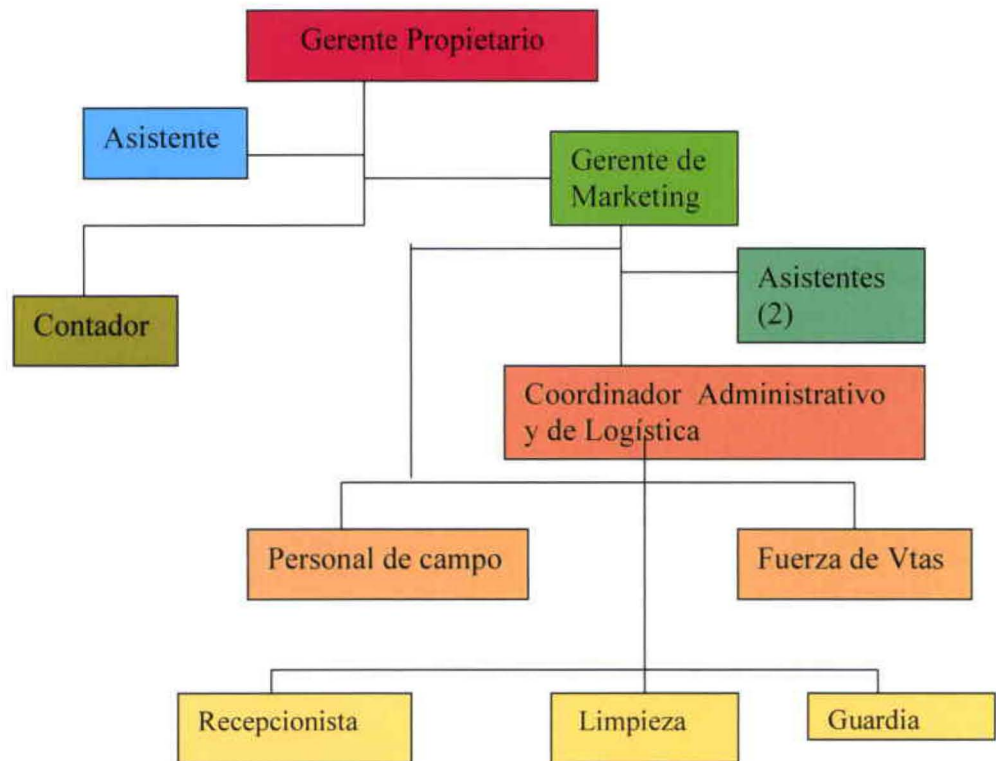 Gerente Propietario
Asistente
Gerente de
Marketing
Asistentes
(2)
Contador
Coordinador Administrativo
y de Logística
Personal de campo
Fuerza de Vtas
Recepcionista
Limpieza
Guardia